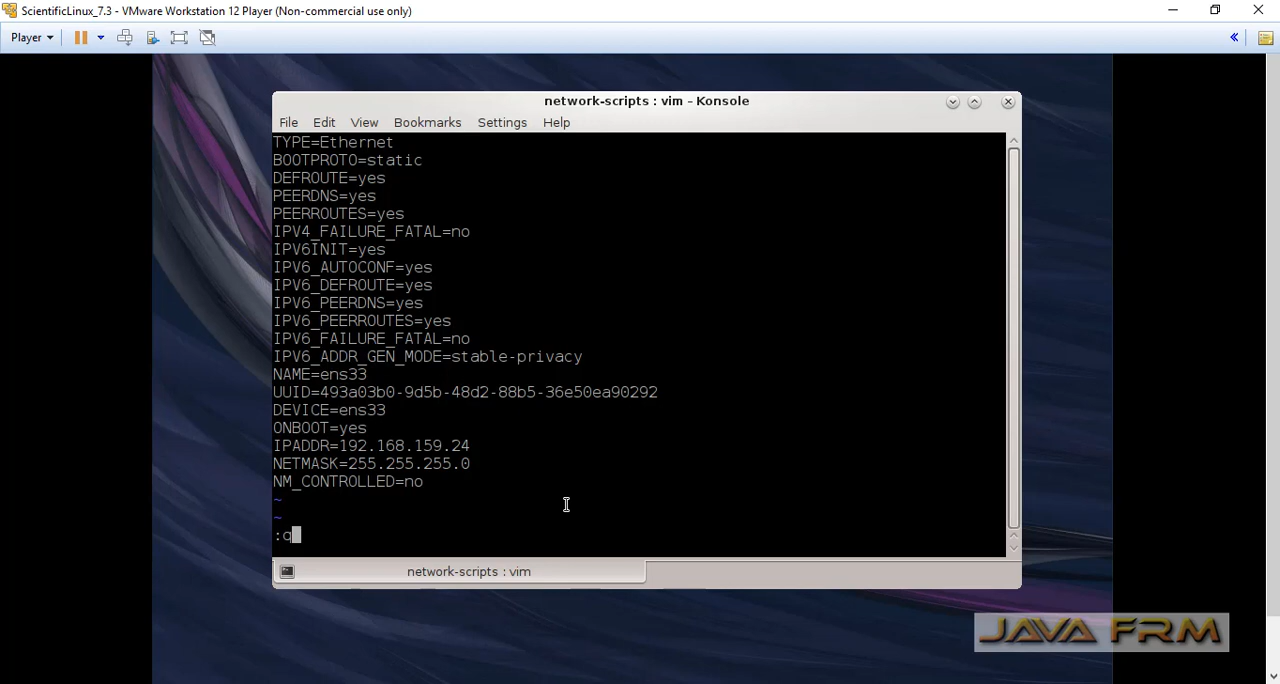 ScientificLinux_7.3 - VMware Workstation 12 Player (Non-commercial use only)
Player
network-scripts : vim – Konsole
File Edit View Bookmarks Settings Help
TYPE=Ethernet
BOOTPROTO=static
DEFROUTE=yes
PEERDNS=yes
PEERROUTES=yes
IPV4_FAILURE_FATAL=no
IPV6INIT=yes
IPV6_AUTOCONF=yes
IPV6_DEFROUTE=yes
IPV6_PEERDNS=yes
IPV6_PEERROUTES=yes
IPV6_FAILURE_FATAL=no
IPV6_ADDR_GEN_MODE=stable-privacy
NAME=ens33
UUID=493a03b0-9d5b-48d2-88b5-36e50ea90292
DEVICE=ens33
ONBOOT=yes
IPADDR=192.168.159.24
NETMASK=255.255.255.0
NM_CONTROLLED=no
~
~
:q
network-scripts : vim
JAVA FRM